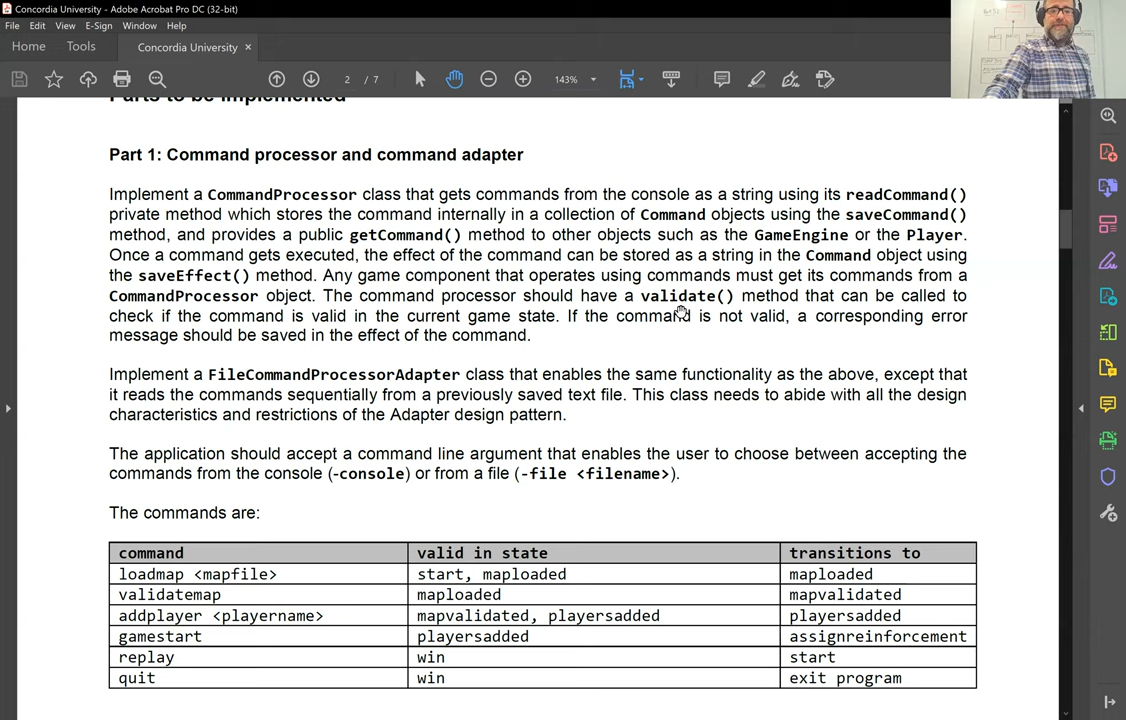 Concordia University - Adobe Acrobat Pro DC (32-bit)
File Edit View E-Sign Window Help
Home Tools Concordia University ×
2 / 7 143%
Parts to be implemented
Part 1: Command processor and command adapter
Implement a CommandProcessor class that gets commands from the console as a string using its readCommand()
private method which stores the command internally in a collection of Command objects using the saveCommand()
method, and provides a public getCommand() method to other objects such as the GameEngine or the Player.
Once a command gets executed, the effect of the command can be stored as a string in the Command object using
the saveEffect() method. Any game component that operates using commands must get its commands from a
CommandProcessor object. The command processor should have a validate() method that can be called to
check if the command is valid in the current game state. If the command is not valid, a corresponding error
message should be saved in the effect of the command.
Implement a FileCommandProcessorAdapter class that enables the same functionality as the above, except that
it reads the commands sequentially from a previously saved text file. This class needs to abide with all the design
characteristics and restrictions of the Adapter design pattern.
The application should accept a command line argument that enables the user to choose between accepting the
commands from the console (-console) or from a file (-file <filename>).
The commands are:
command valid in state transitions to
loadmap <mapfile> start, maploaded maploaded
validatemap maploaded mapvalidated
addplayer <playername> mapvalidated, playersadded playersadded
gamestart playersadded assignreinforcement
replay win start
quit win exit program